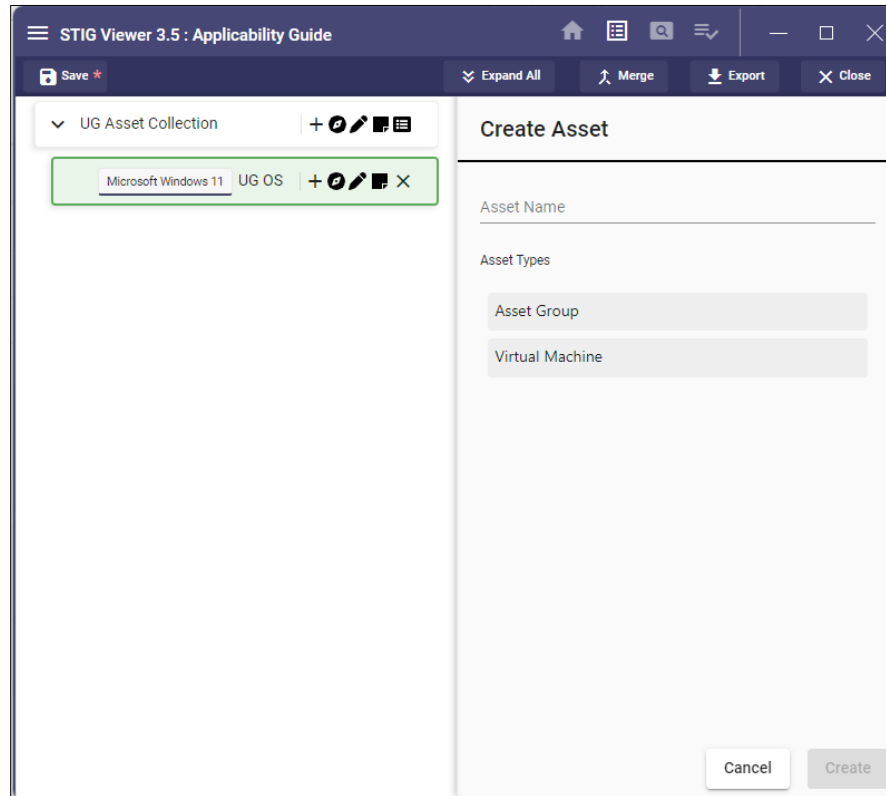 STIG Viewer 3.5 : Applicability Guide
Save *
Expand All
Merge
Export
Close
UG Asset Collection
Microsoft Windows 11
UG OS
Create Asset
Asset Name
Asset Types
Asset Group
Virtual Machine
Cancel
Create